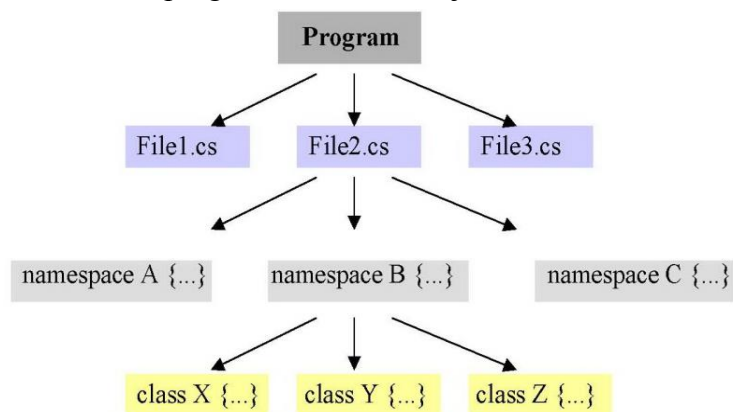 Program
File1.cs
File2.cs
File3.cs
namespace A {...}
namespace B {...}
namespace C {...}
class X {...}
class Y {...}
class Z {...}